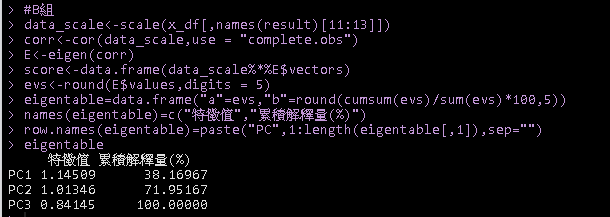 > #B組
> data_scale<-scale(x_df[,names(result)[11:13]])
> corr<-cor(data_scale,use = "complete.obs")
> E<-eigen(corr)
> score<-data.frame(data_scale%*%E$vectors)
> evs<-round(E$values,digits = 5)
> eigentable=data.frame("a"=evs,"b"=round(cumsum(evs)/sum(evs)*100,5))
> names(eigentable)=c("特徵值","累積解釋量(%)")
> row.names(eigentable)=paste("PC",1:length(eigentable[,1]),sep="")
> eigentable
特徵值 累積解釋量(%)
PC1 1.14509 38.16967
PC2 1.01346 71.95167
PC3 0.84145 100.00000